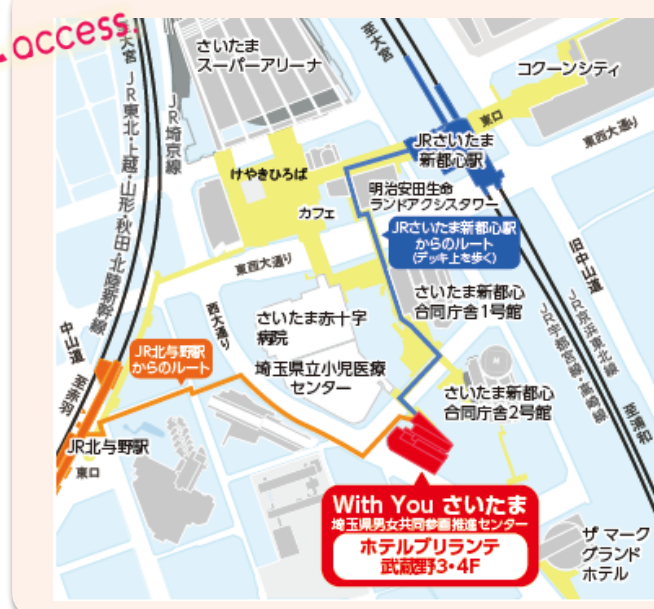 access.
至大宮
さいたま
スーパーアリーナ
至大宮
コクーンシティ
東口
JRさいたま
新都心駅
東西大通り
JR埼京線
JR東北・上越・山形・秋田・北陸新幹線
けやきひろば
カフェ
明治安田生命
ランドアクシスタワー
JRさいたま新都心駅
からのルート
(デッキ上を歩く)
東西大通り
西大通り
さいたま新都心
合同庁舎1号館
旧中山道
JR京浜東北線
JR宇都宮線・高崎線
さいたま赤十字
病院
埼玉県立小児医療
センター
中山道
至赤羽
JR北与野駅
からのルート
さいたま新都心
合同庁舎2号館
至浦和
JR北与野駅
東口
With You さいたま
埼玉県男女共同参画推進センター
ホテルブリランテ
武蔵野3・4F
ザ マーク
グランド
ホテル